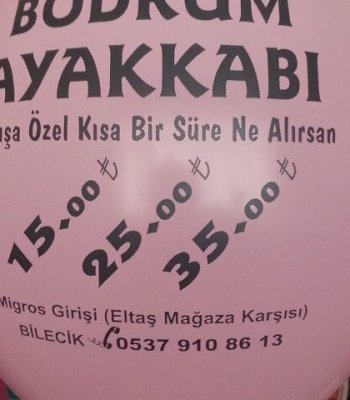 BODRUM
AYAKKABI
Özel Kısa Bir Süre Ne Alırsan
15.00 ₺ 25.00 ₺ 35.00 ₺
Migros Girişi (Eltaş Mağaza Karşısı)
BİLECİK 0537 910 86 13